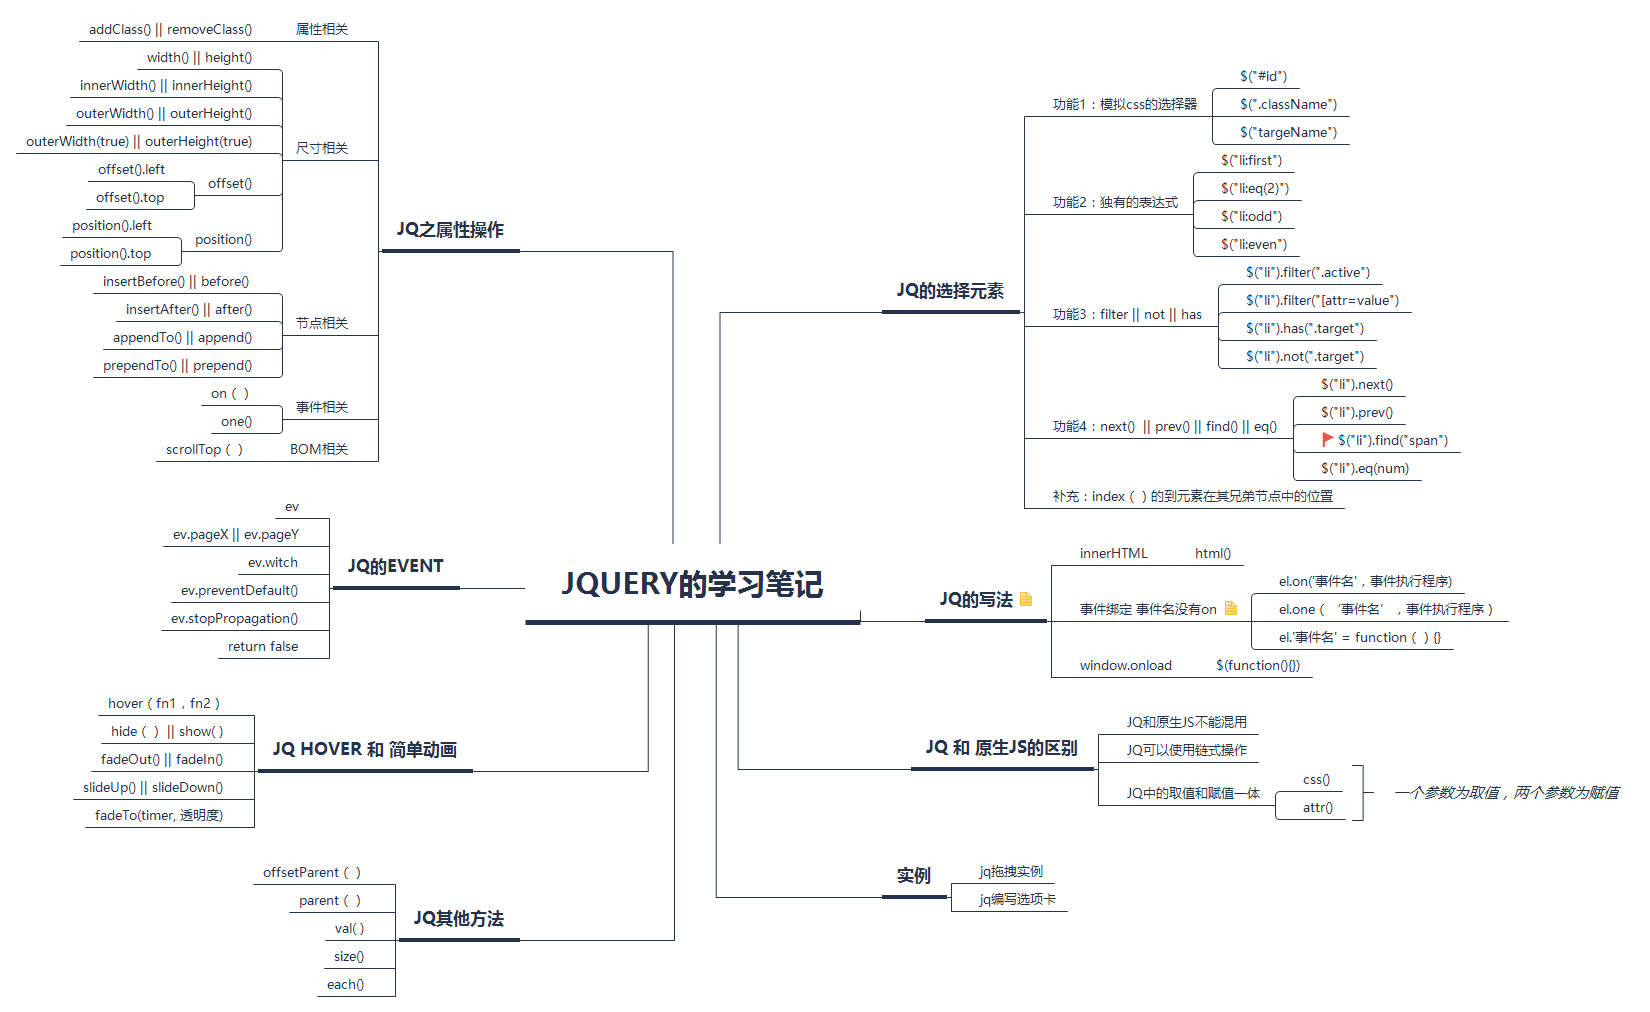 JQUERY的学习笔记
JQ的选择元素
功能1：模拟css的选择器
$("#id")
$(".className")
$("targeName")
功能2：独有的表达式
$("li:first")
$("li:eq(2)")
$("li:odd")
$("li:even")
功能3：filter || not || has
$("li").filter(".active")
$("li").filter("[attr=value")
$("li").has(".target")
$("li").not(".target")
功能4：next() || prev() || find() || eq()
$("li").next()
$("li").prev()
$("li").find("span")
$("li").eq(num)
补充：index（）的到元素在其兄弟节点中的位置
JQ的写法
innerHTML html()
事件绑定 事件名没有on
el.on('事件名'，事件执行程序)
el.one（ ‘事件名’ ，事件执行程序）
el.'事件名' = function（）{}
window.onload $(function(){})
JQ 和 原生JS的区别
JQ和原生JS不能混用
JQ可以使用链式操作
JQ中的取值和赋值一体
css()
attr()
一个参数为取值，两个参数为赋值
实例
jq拖拽实例
jq编写选项卡
JQ之属性操作
属性相关
addClass() || removeClass()
尺寸相关
width() || height()
innerWidth() || innerHeight()
outerWidth() || outerHeight()
outerWidth(true) || outerHeight(true)
offset()
offset().left
offset().top
position()
position().left
position().top
节点相关
insertBefore() || before()
insertAfter() || after()
appendTo() || append()
prependTo() || prepend()
事件相关
on（ ）
one()
BOM相关
scrollTop（ ）
JQ的EVENT
ev
ev.pageX || ev.pageY
ev.witch
ev.preventDefault()
ev.stopPropagation()
return false
JQ HOVER 和 简单动画
hover（fn1，fn2）
hide（ ） || show( )
fadeOut() || fadeIn()
slideUp() || slideDown()
fadeTo(timer, 透明度)
JQ其他方法
offsetParent（ ）
parent（ ）
val( )
size()
each()